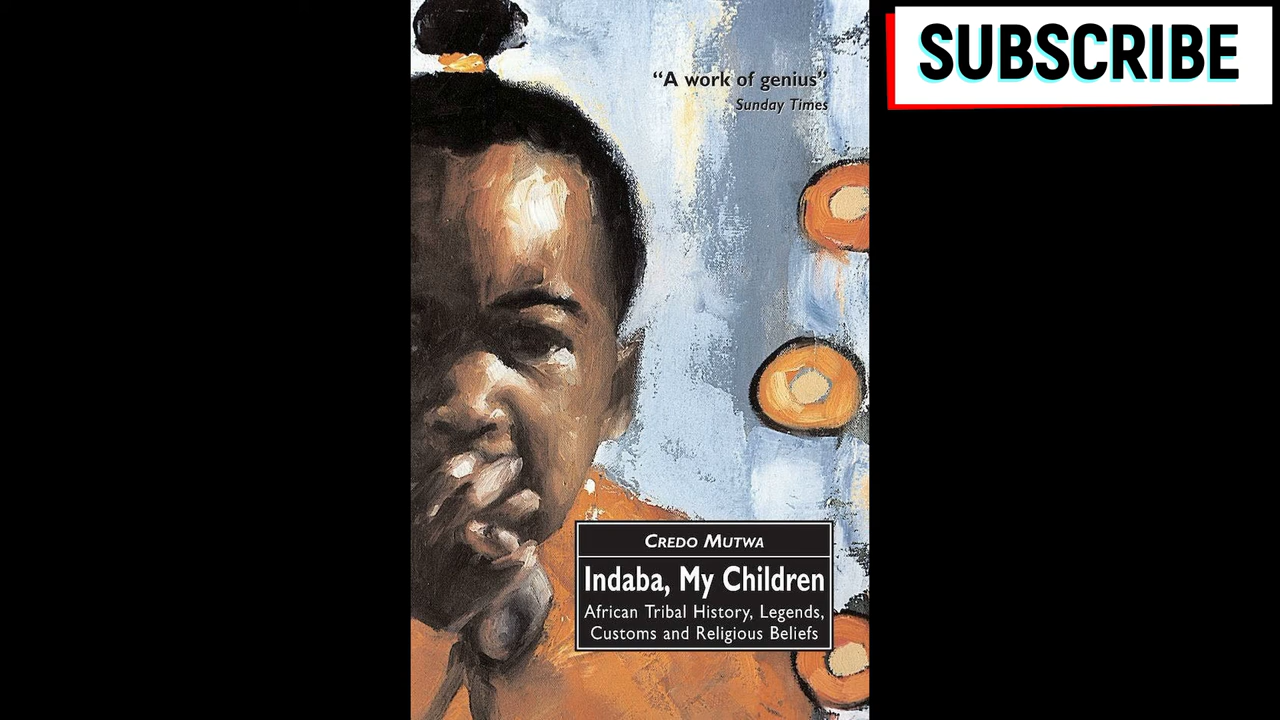 SUBSCRIBE
“A work of genius”
Sunday Times
CREDO MUTWA
Indaba, My Children
African Tribal History, Legends,
Customs and Religious Beliefs